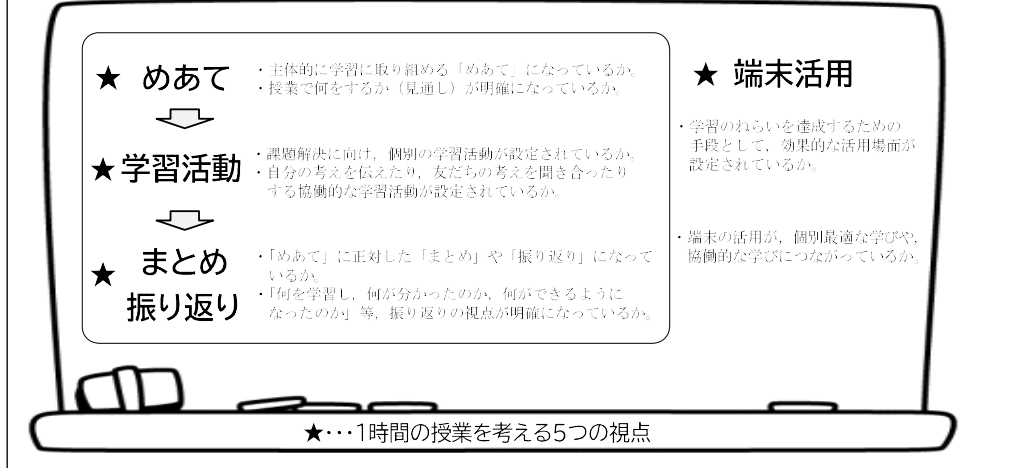 ★ めあて
・主体的に学習に取り組める「めあて」になっているか。
・授業で何をするか（見通し）が明確になっているか。
★学習活動
・課題解決に向け，個別の学習活動が設定されているか。
・自分の考えを伝えたり，友だちの考えを聞き合ったり
する協働的な学習活動が設定されているか。
★ まとめ
振り返り
・「めあて」に正対した「まとめ」や「振り返り」になって
いるか。
・「何を学習し，何が分かったのか，何ができるように
なったのか」等，振り返りの視点が明確になっているか。
★ 端末活用
・学習のねらいを達成するための
手段として，効果的な活用場面が
設定されているか。
・端末の活用が，個別最適な学びや，
協働的な学びにつながっているか。
★･･･1時間の授業を考える5つの視点